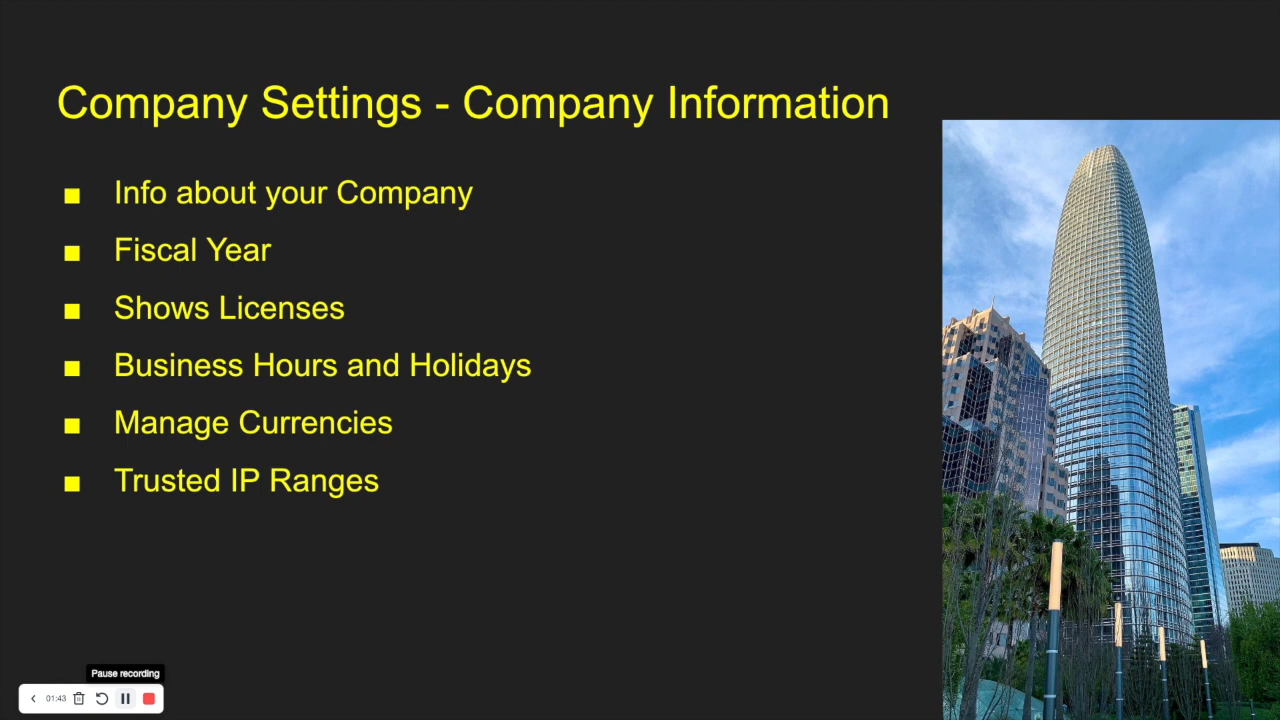 Company Settings - Company Information
■ Info about your Company
■ Fiscal Year
■ Shows Licenses
■ Business Hours and Holidays
■ Manage Currencies
■ Trusted IP Ranges
Pause recording
01:43